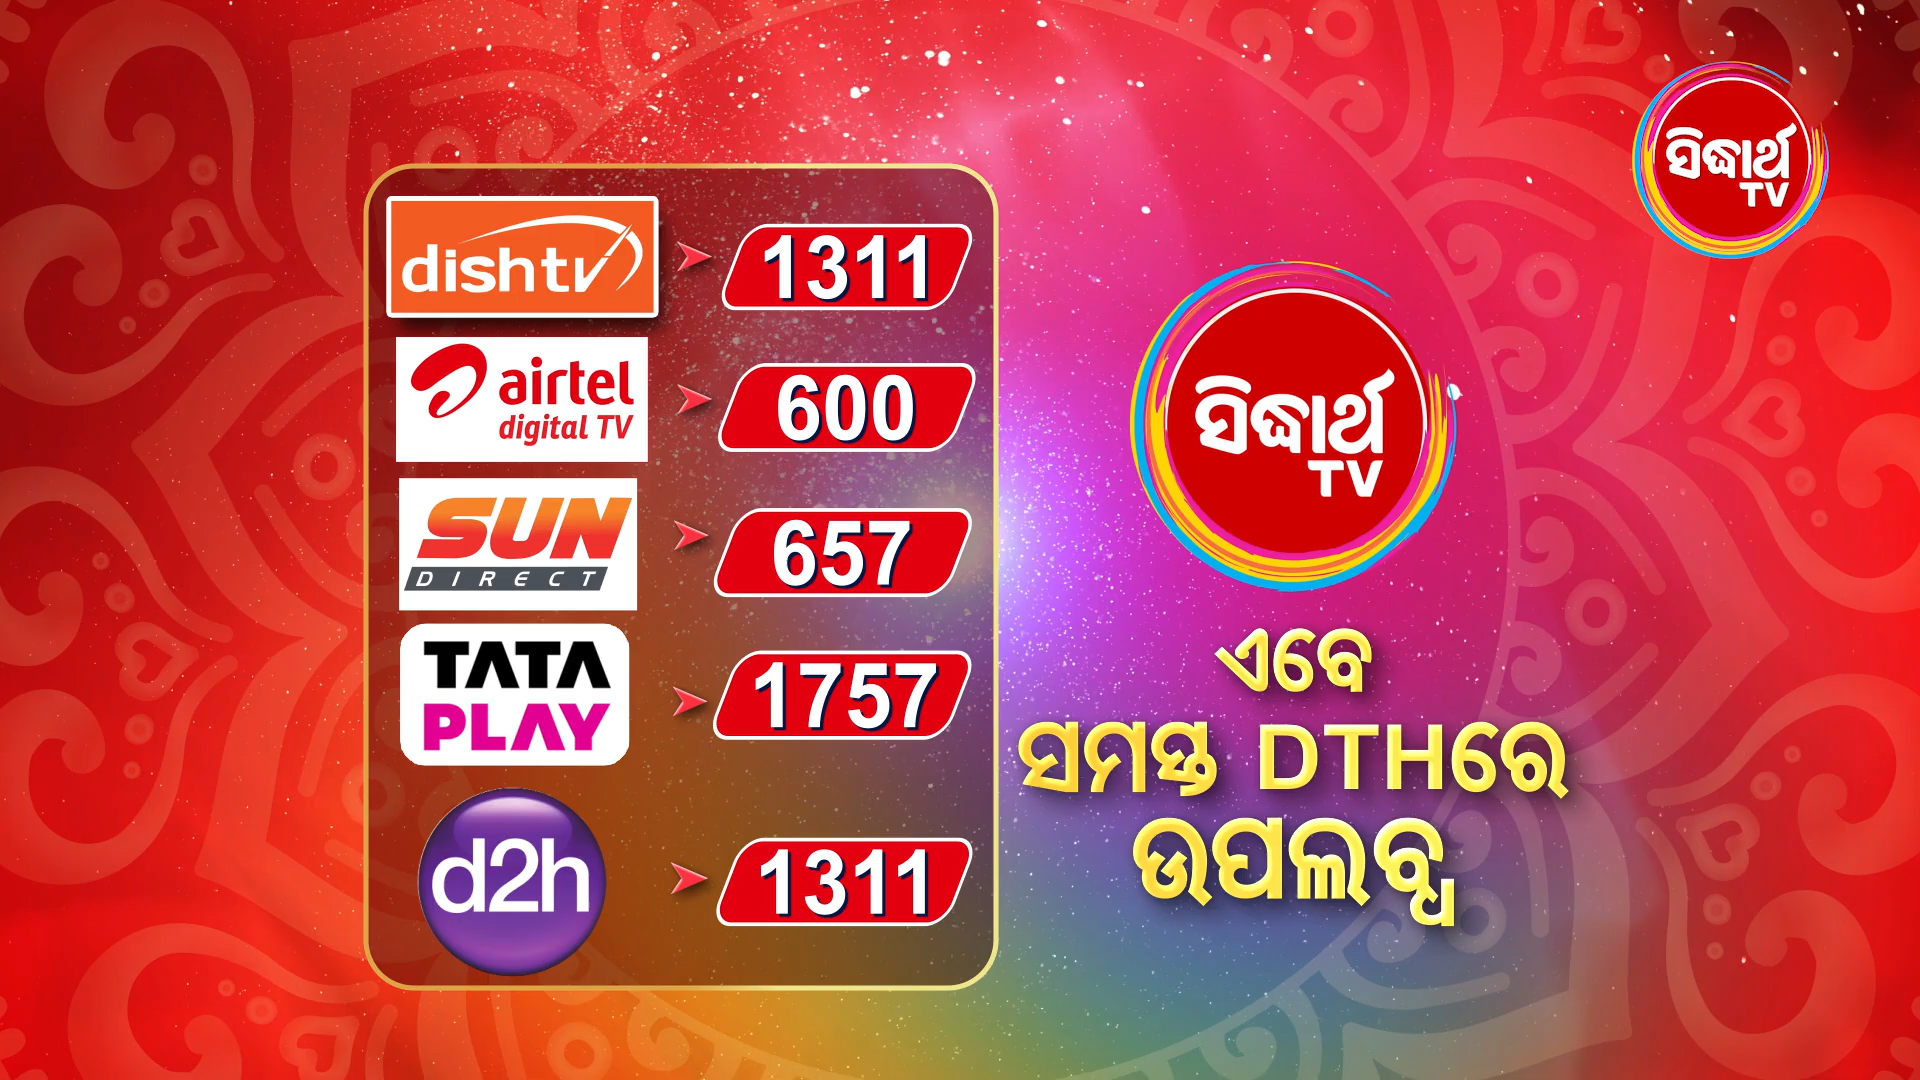 ସିଦ୍ଧାର୍ଥ
TV
dishtv
1311
airtel
digital TV
600
SUN
DIRECT
657
TATA
PLAY
1757
d2h
1311
ସିଦ୍ଧାର୍ଥ
TV
ଏବେ
ସମସ୍ତ DTHରେ
ଉପଲବ୍ଧ